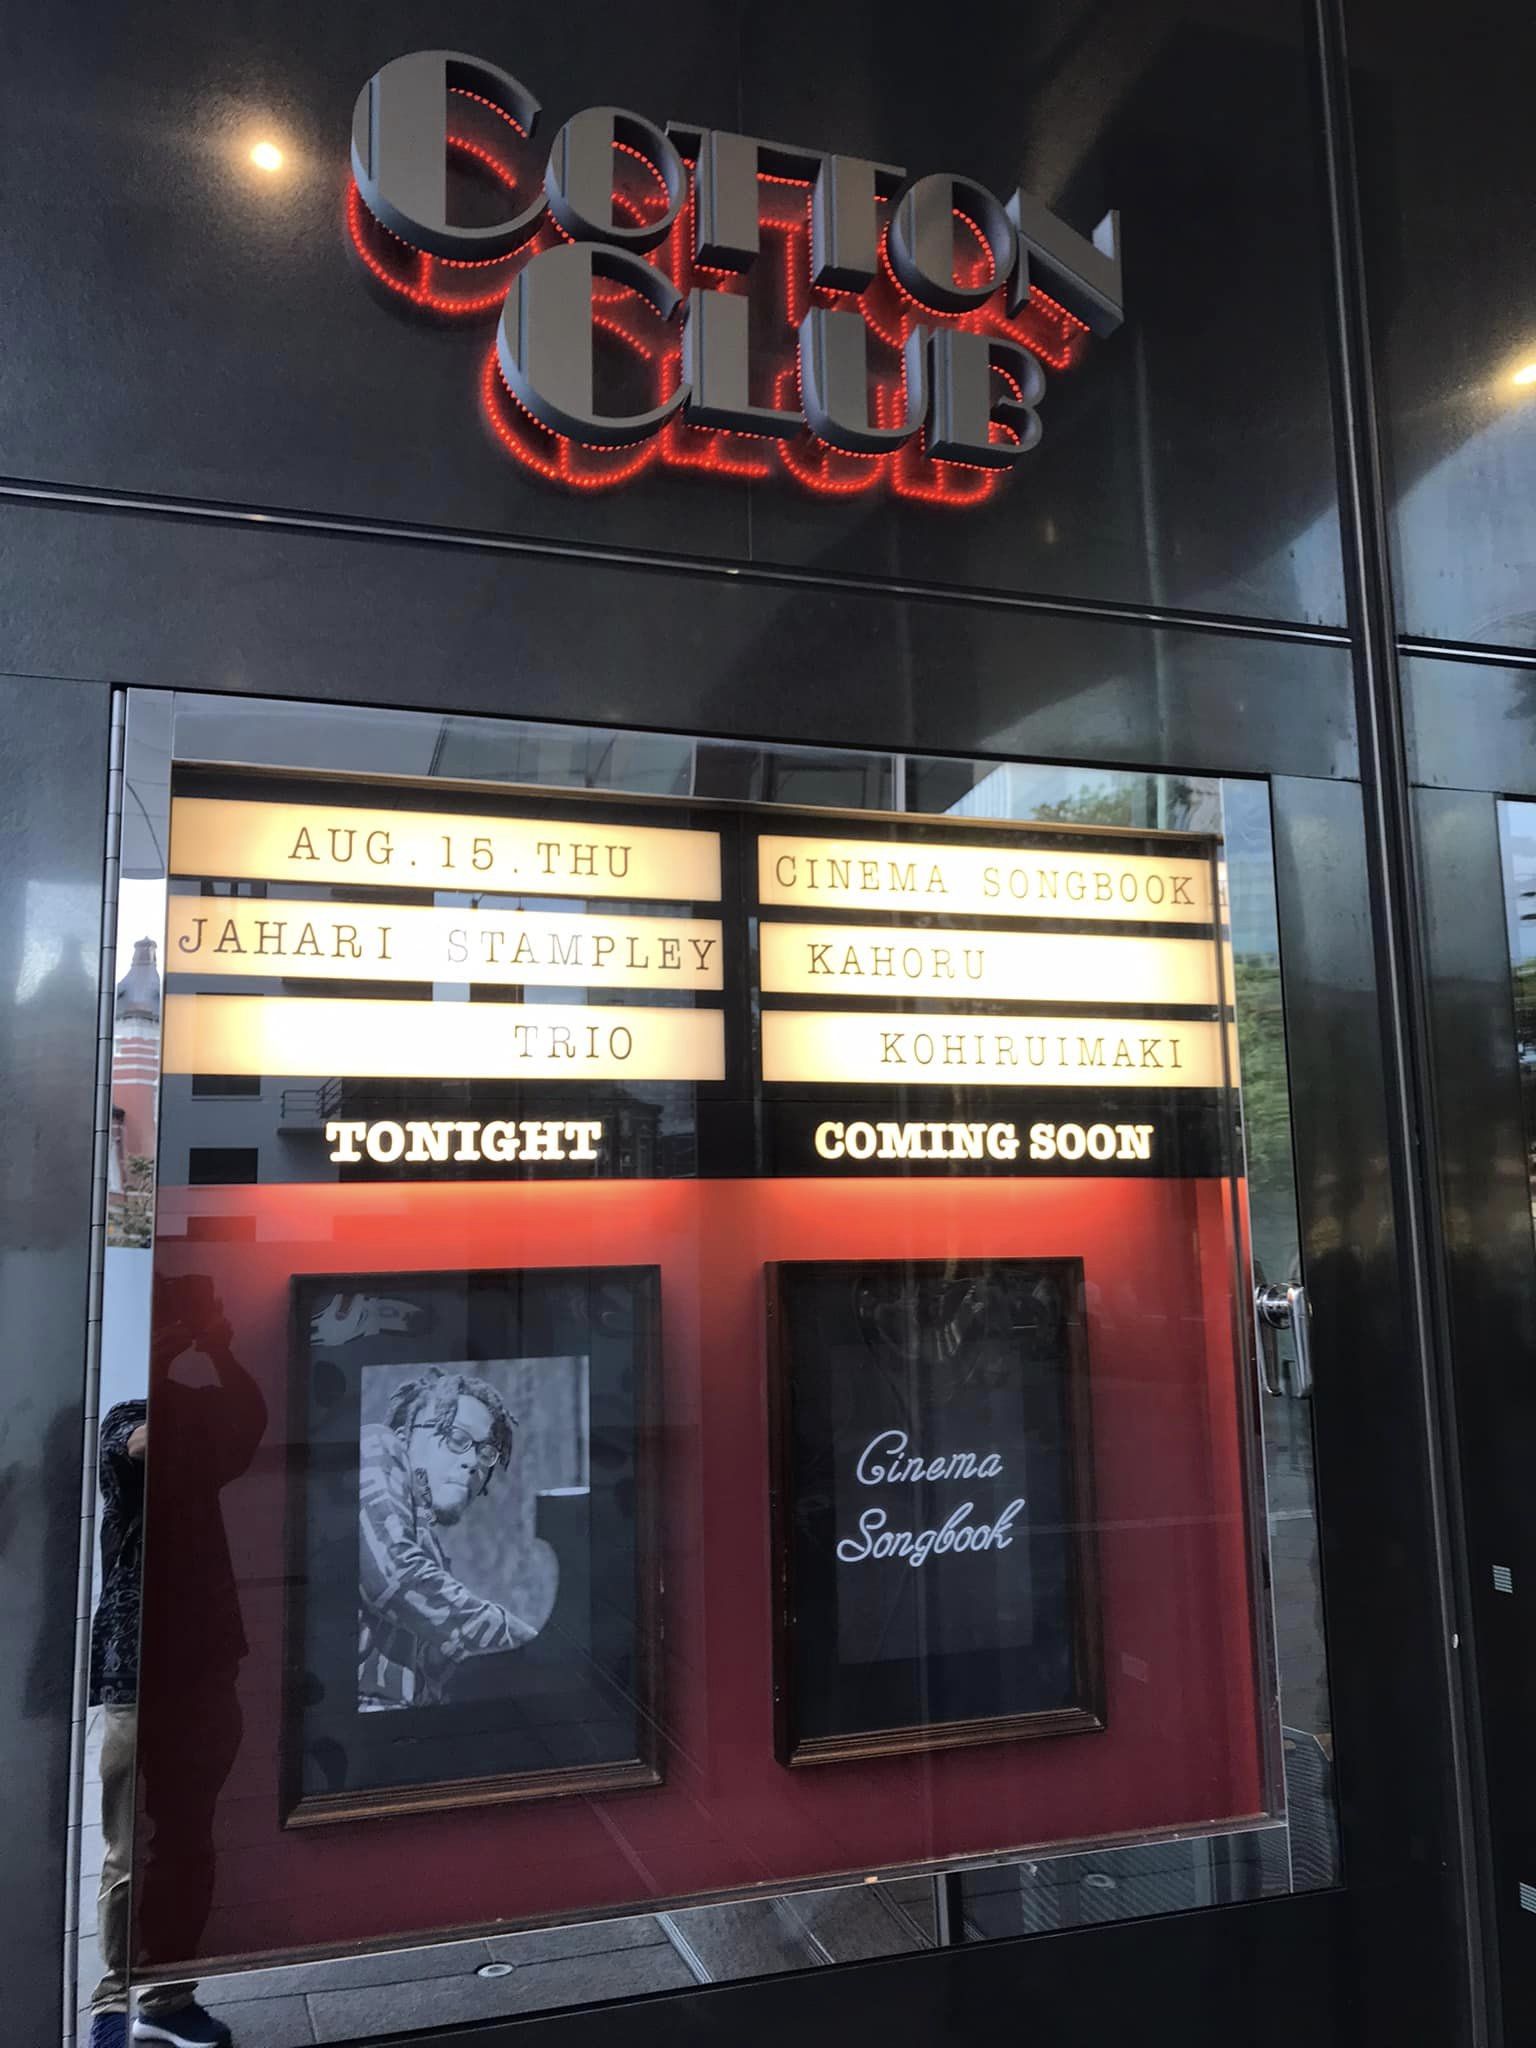 COTTON
CLUB
AUG.15.THU
JAHARI STAMPLEY
TRIO
TONIGHT
CINEMA SONGBOOK
KAHORU
KOHIRUIMAKI
COMING SOON
Cinema
Songbook